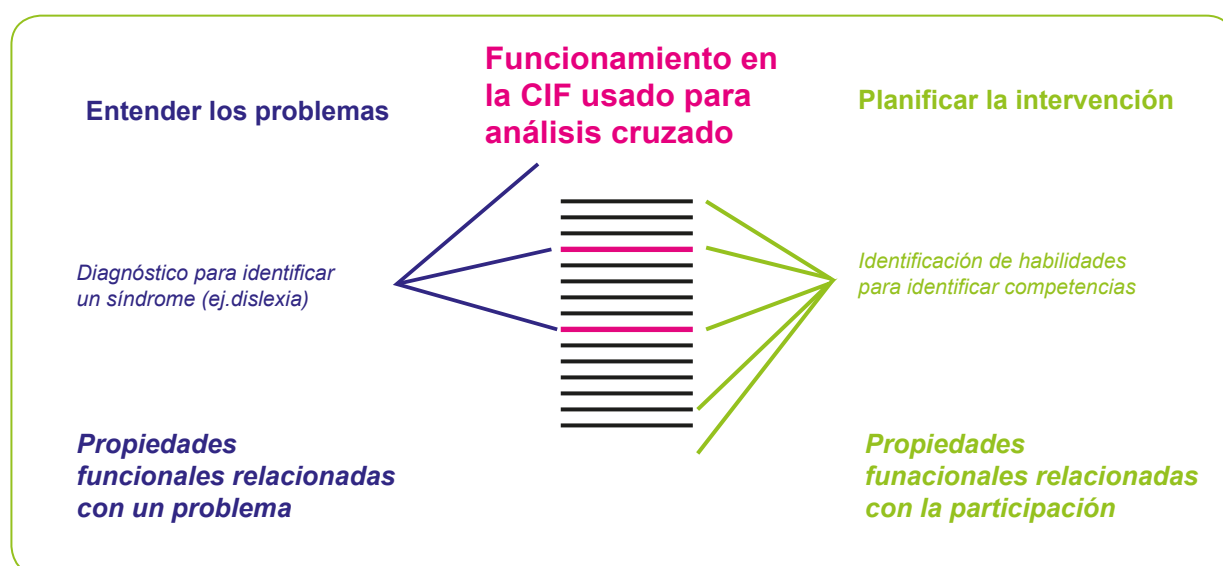 Funcionamiento en
la CIF usado para
análisis cruzado
Entender los problemas
Planificar la intervención
Diagnóstico para identificar
un síndrome (ej.dislexia)
Identificación de habilidades
para identificar competencias
Propiedades
funcionales relacionadas
con un problema
Propiedades
funacionales relacionadas
con la participación